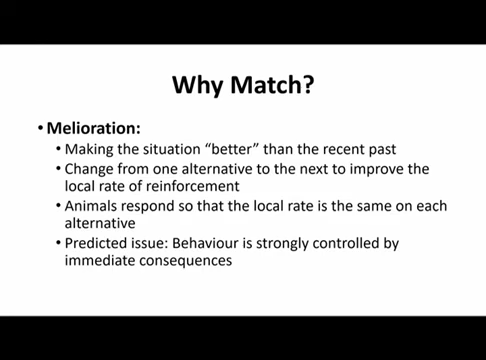 Why Match?
• Melioration:
• Making the situation “better” than the recent past
• Change from one alternative to the next to improve the
local rate of reinforcement
• Animals respond so that the local rate is the same on each
alternative
• Predicted issue: Behaviour is strongly controlled by
immediate consequences